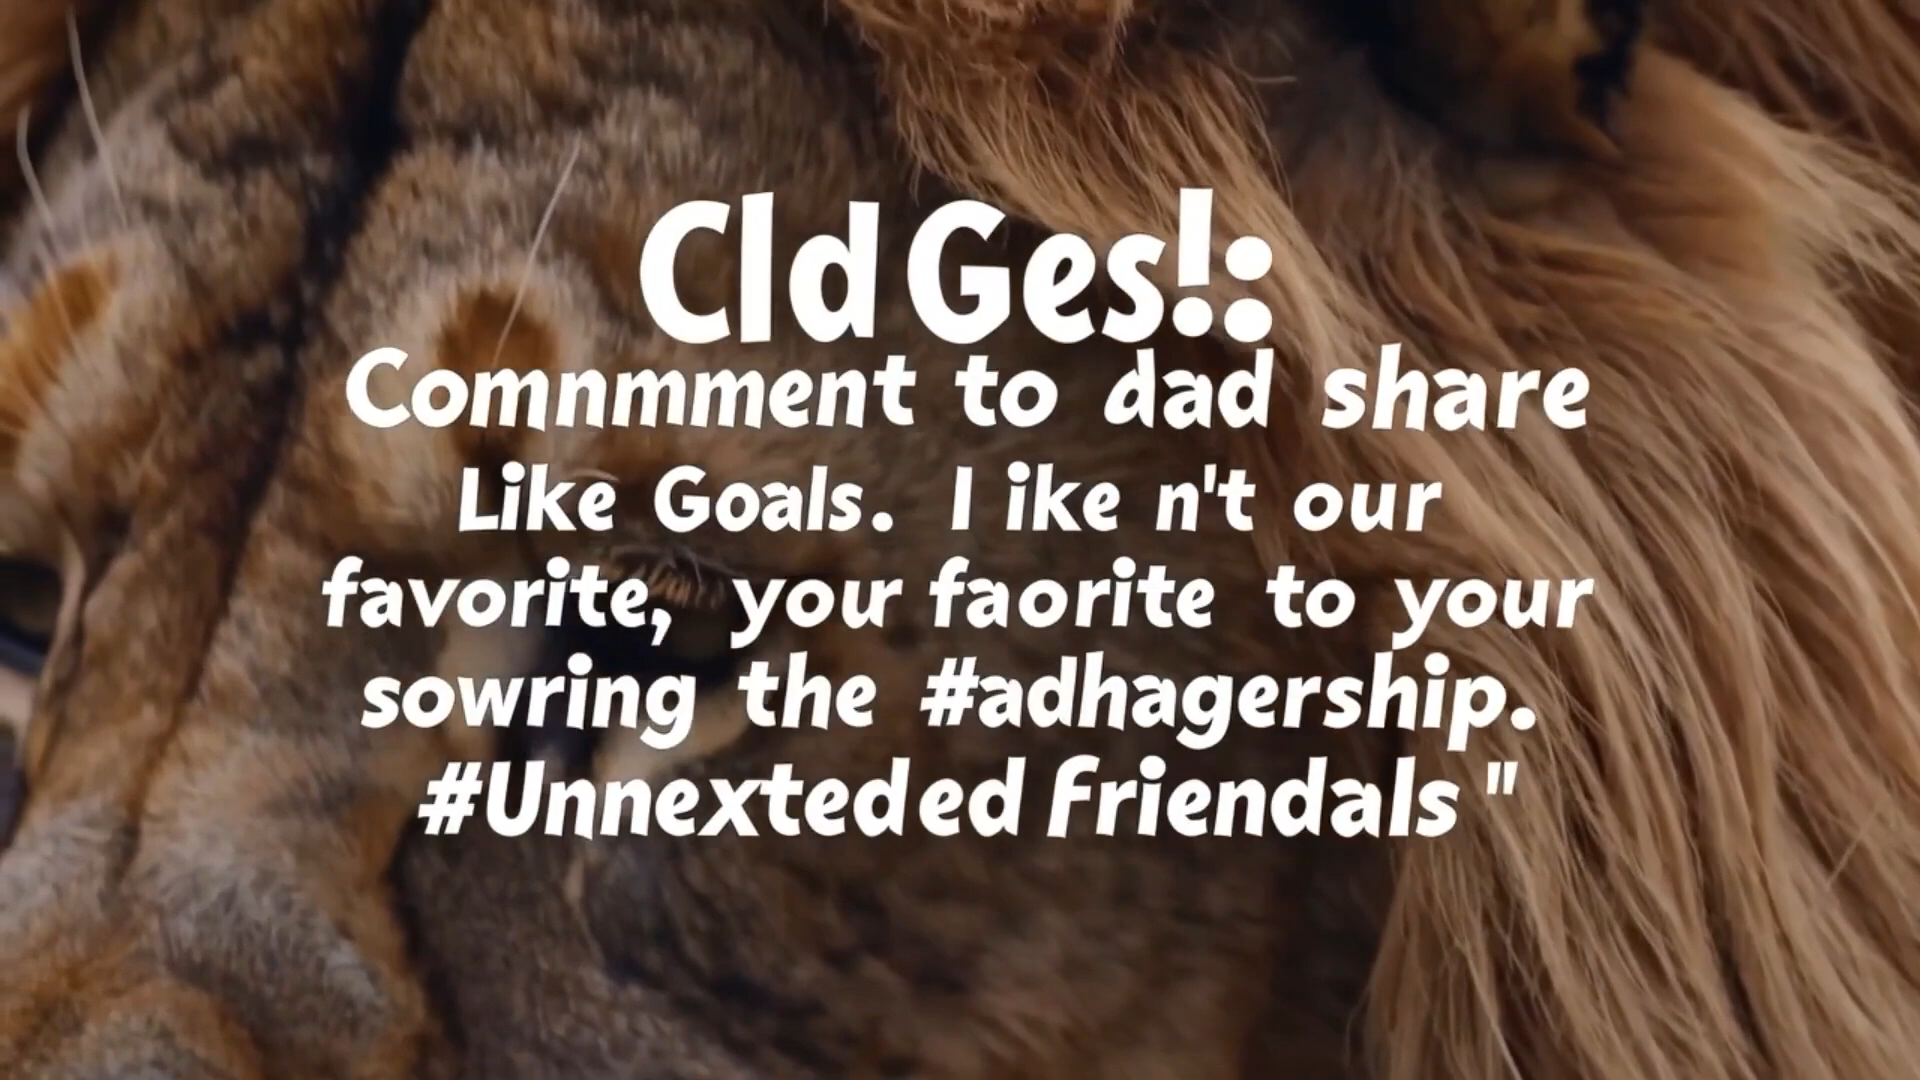 Cld Ges!:
Comnmment to dad share
Like Goals. I ike n't our
favorite, you faorite to your
sowring the #adhagership.
#Unnexteded Friendals "